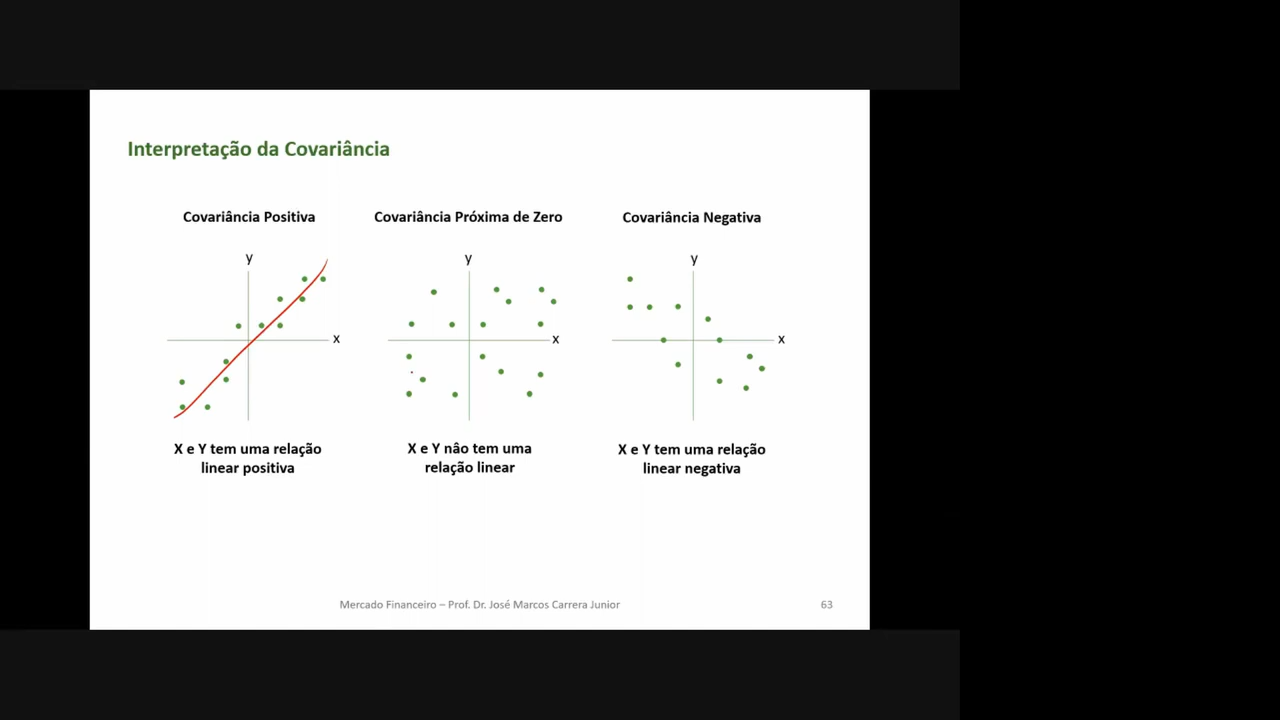 Interpretação da Covariância
Covariância Positiva
Covariância Próxima de Zero
Covariância Negativa
y
x
y
x
y
x
X e Y tem uma relação
linear positiva
X e Y nâo tem uma
relação linear
X e Y tem uma relação
linear negativa
Mercado Financeiro – Prof. Dr. José Marcos Carrera Junior
63